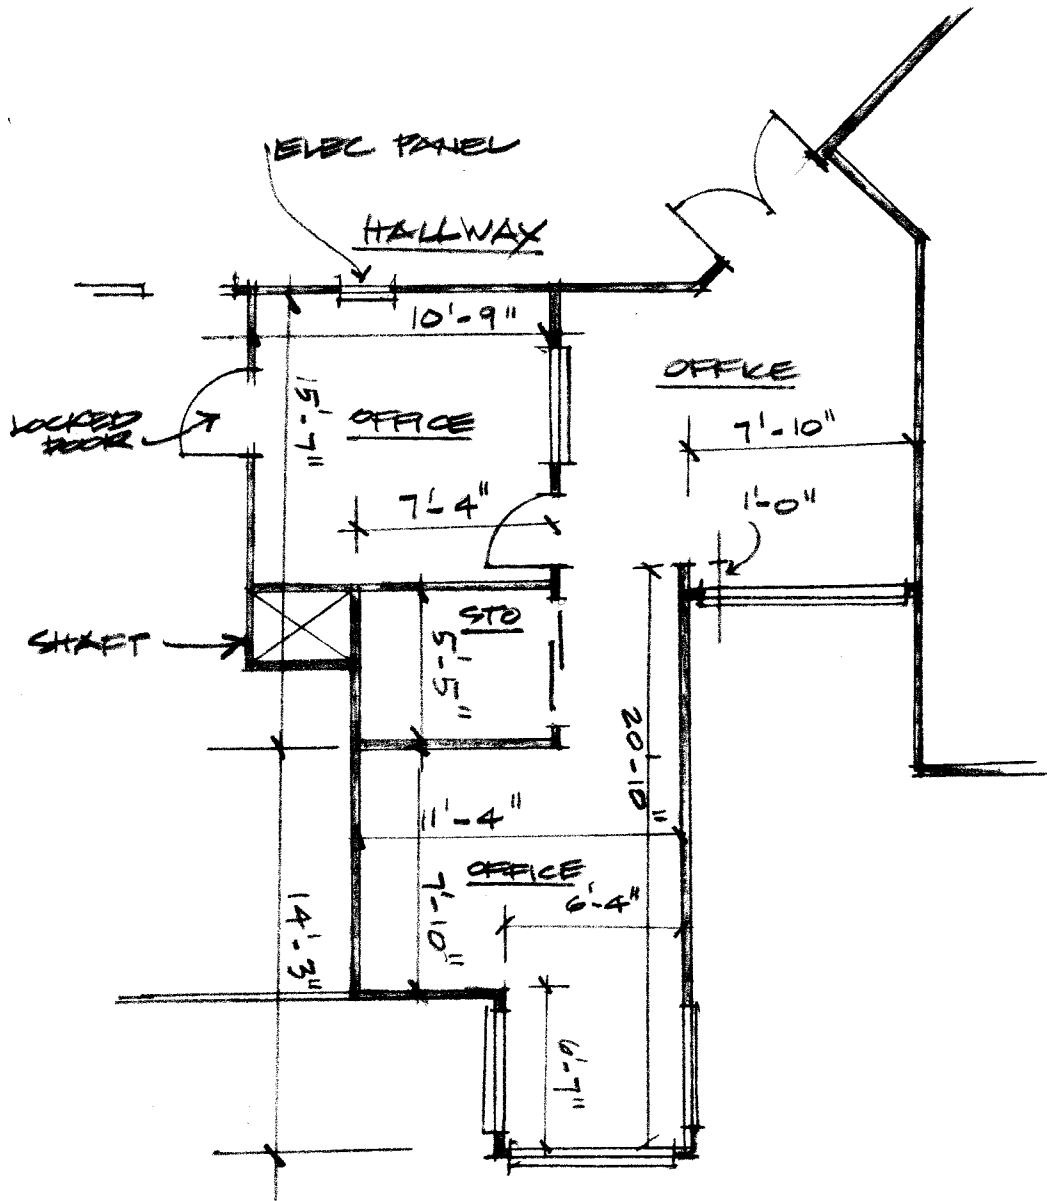 ELEC PANEL
HALLWAY
10'-9"
OFFICE
15'-7"
LOCKED
DOOR
OFFICE
7'-10"
7'-4"
1'-0"
STO
SHAFT
5'-5"
20'-10"
11'-4"
OFFICE
7'-10"
6'-4"
14'-3"
6'-7"